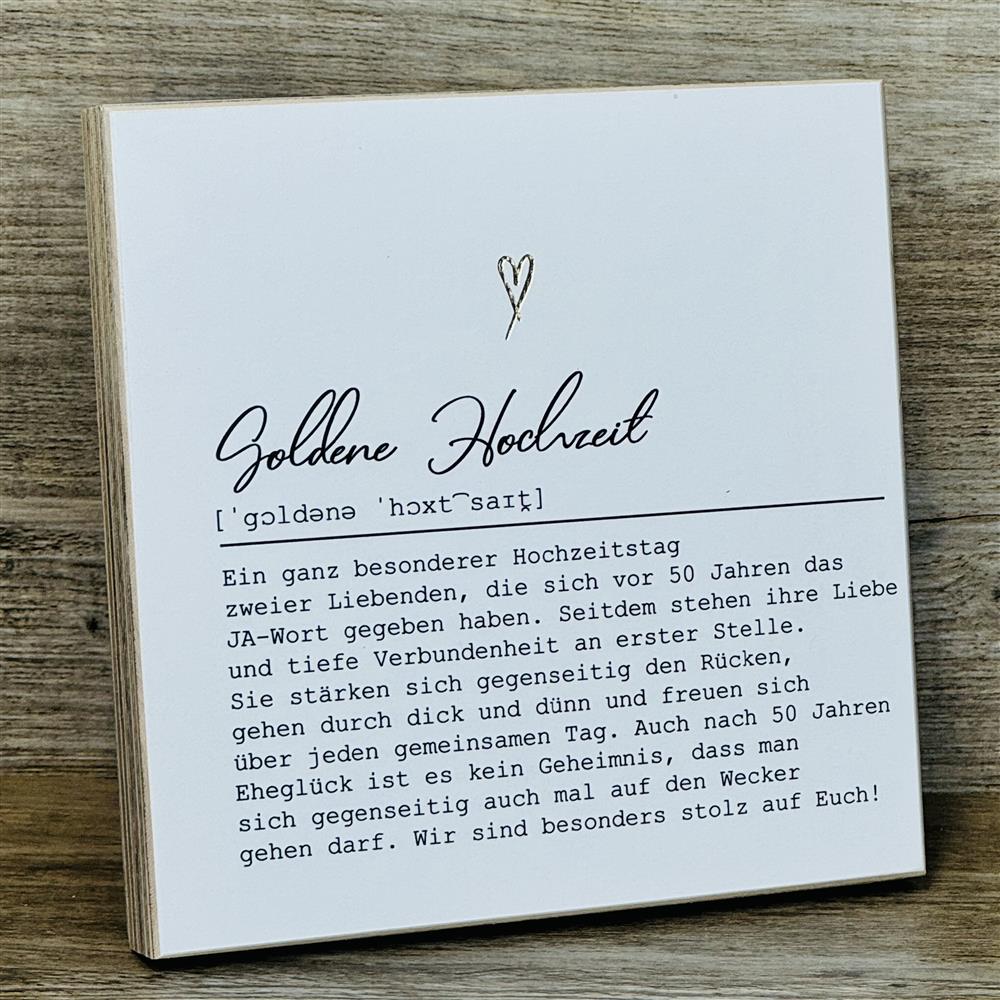 Goldene Hochzeit
[ˈgɔldənə ˈhɔxt͡saɪt̮]
Ein ganz besonderer Hochzeitstag
zweier Liebenden, die sich vor 50 Jahren das
JA-Wort gegeben haben. Seitdem stehen ihre Liebe
und tiefe Verbundenheit an erster Stelle.
Sie stärken sich gegenseitig den Rücken,
gehen durch dick und dünn und freuen sich
über jeden gemeinsamen Tag. Auch nach 50 Jahren
Eheglück ist es kein Geheimnis, dass man
sich gegenseitig auch mal auf den Wecker
gehen darf. Wir sind besonders stolz auf Euch!